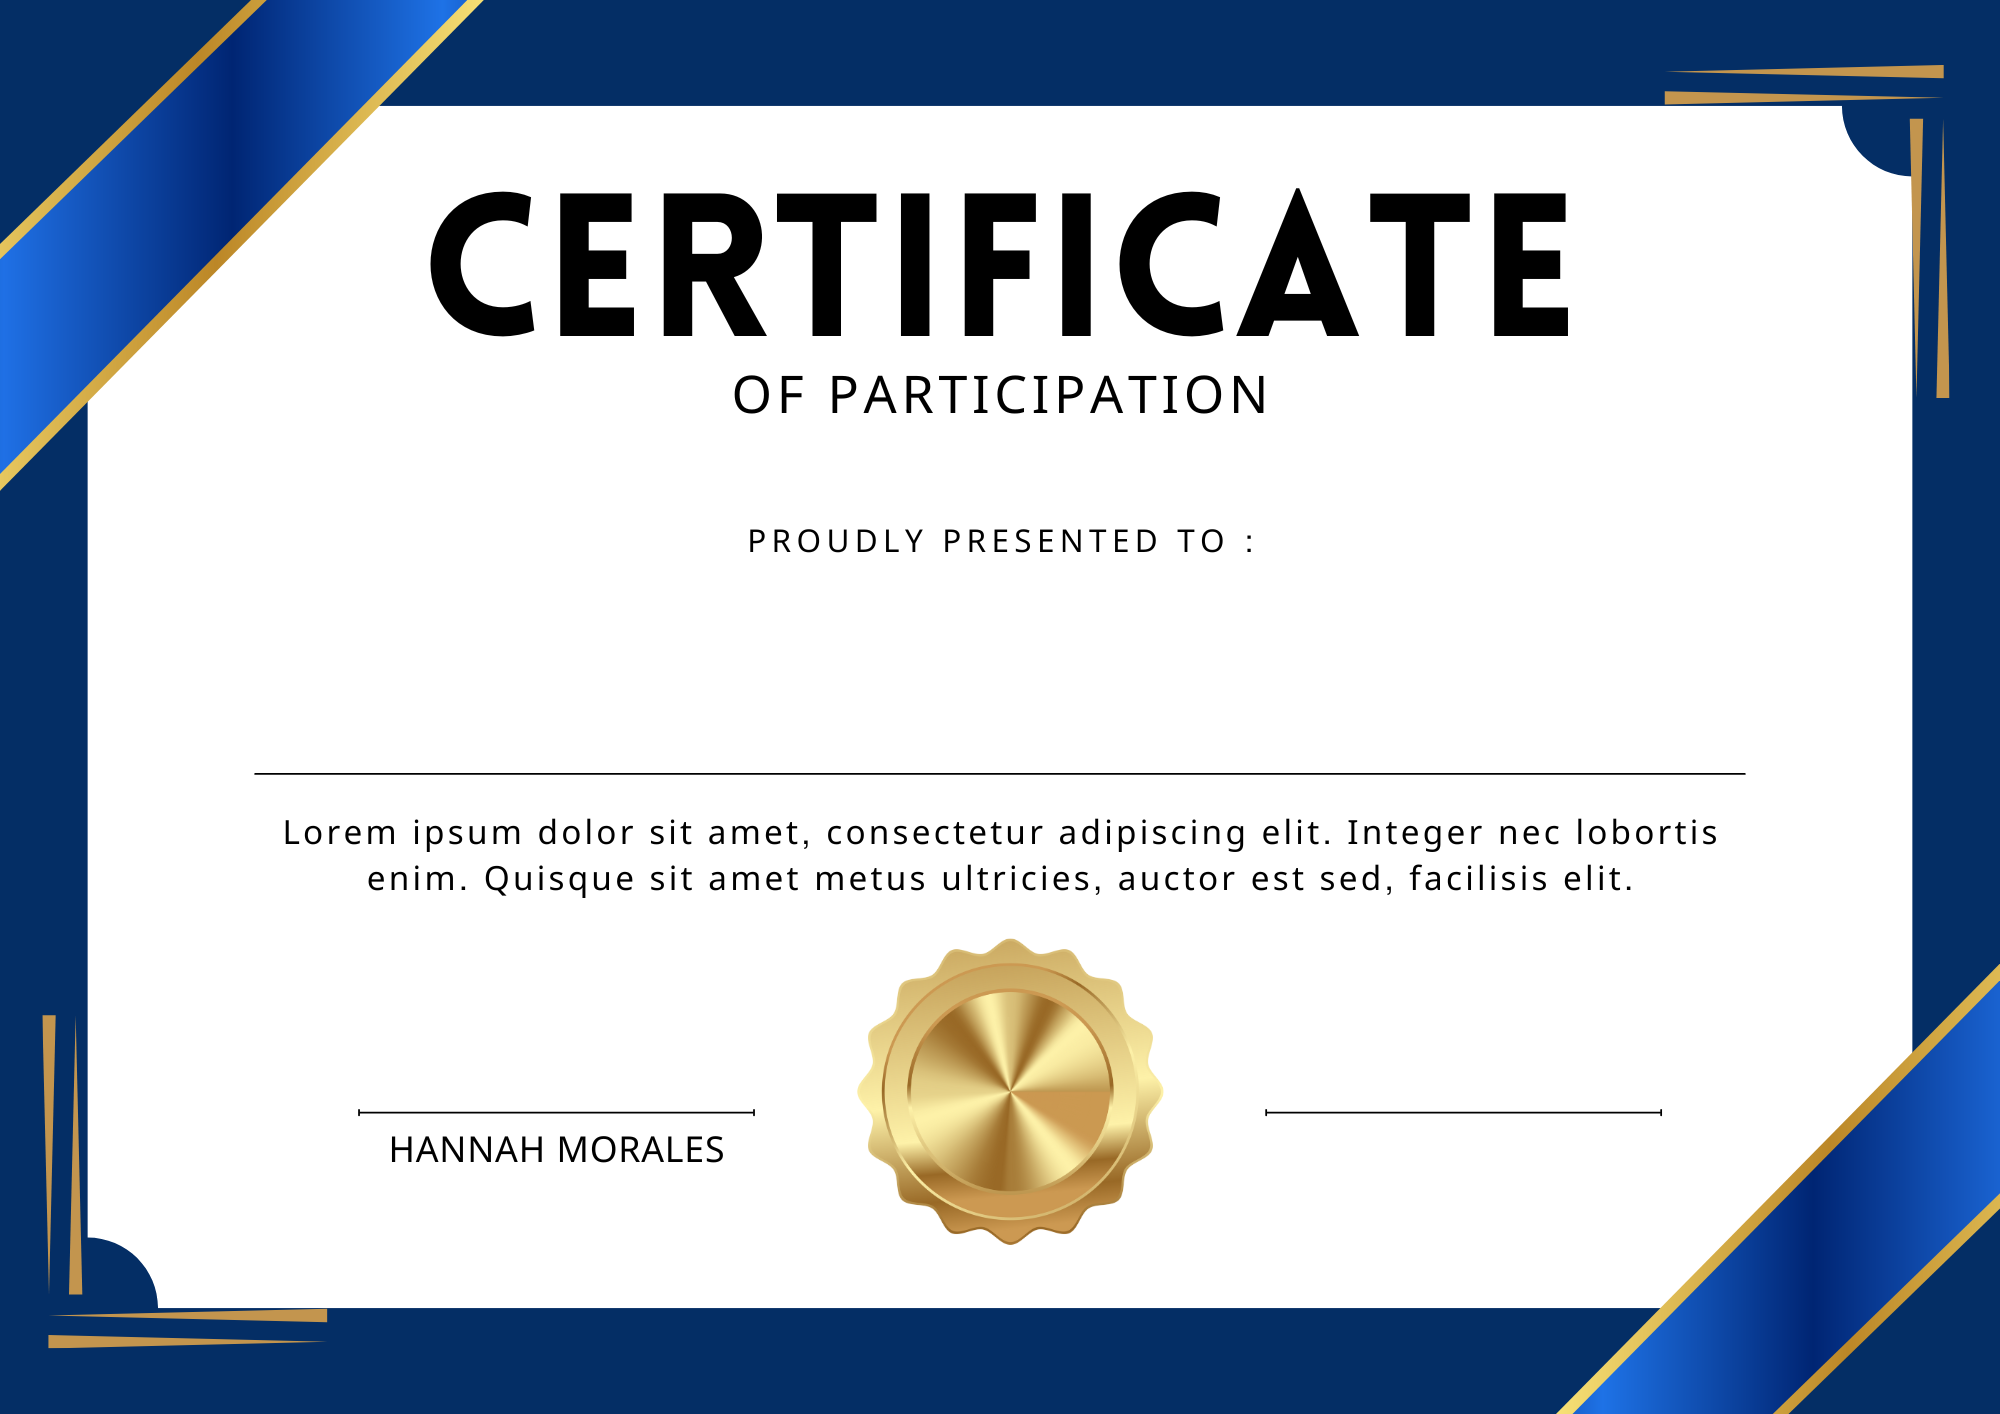 CERTIFICATE
OF PARTICIPATION
PROUDLY PRESENTED TO :
Lorem ipsum dolor sit amet, consectetur adipiscing elit. Integer nec lobortis
enim. Quisque sit amet metus ultricies, auctor est sed, facilisis elit.
HANNAH MORALES